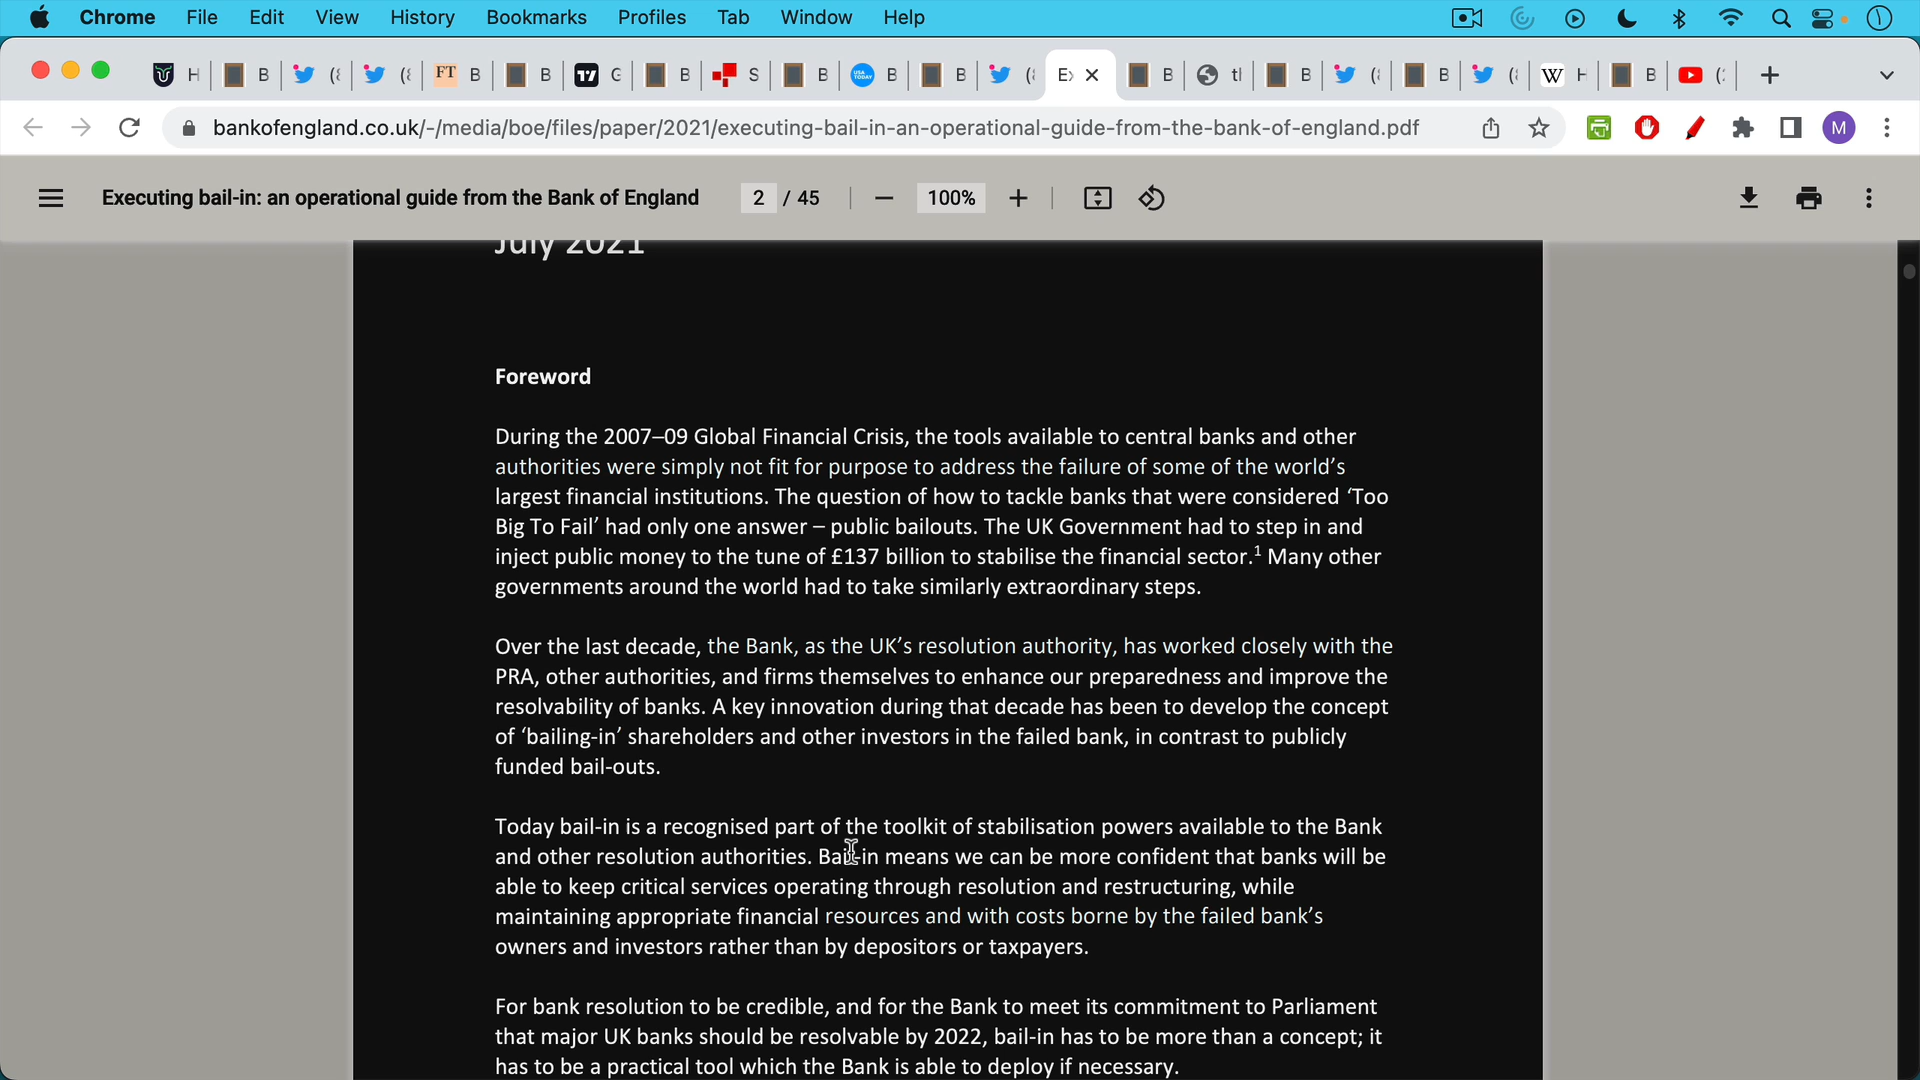 Chrome File Edit View History Bookmarks Profiles Tab Window Help
H B (8 (8 FT B B 17 G B S B USA TODAY B B (8 Ex B tl B (8 B (8 W H B (2
bankofengland.co.uk/-/media/boe/files/paper/2021/executing-bail-in-an-operational-guide-from-the-bank-of-england.pdf M
Executing bail-in: an operational guide from the Bank of England 2 / 45 100%
July 2021
Foreword
During the 2007–09 Global Financial Crisis, the tools available to central banks and other
authorities were simply not fit for purpose to address the failure of some of the world’s
largest financial institutions. The question of how to tackle banks that were considered ‘Too
Big To Fail’ had only one answer – public bailouts. The UK Government had to step in and
inject public money to the tune of £137 billion to stabilise the financial sector.¹ Many other
governments around the world had to take similarly extraordinary steps.
Over the last decade, the Bank, as the UK’s resolution authority, has worked closely with the
PRA, other authorities, and firms themselves to enhance our preparedness and improve the
resolvability of banks. A key innovation during that decade has been to develop the concept
of ‘bailing-in’ shareholders and other investors in the failed bank, in contrast to publicly
funded bail-outs.
Today bail-in is a recognised part of the toolkit of stabilisation powers available to the Bank
and other resolution authorities. Bail-in means we can be more confident that banks will be
able to keep critical services operating through resolution and restructuring, while
maintaining appropriate financial resources and with costs borne by the failed bank’s
owners and investors rather than by depositors or taxpayers.
For bank resolution to be credible, and for the Bank to meet its commitment to Parliament
that major UK banks should be resolvable by 2022, bail-in has to be more than a concept; it
has to be a practical tool which the Bank is able to deploy if necessary.